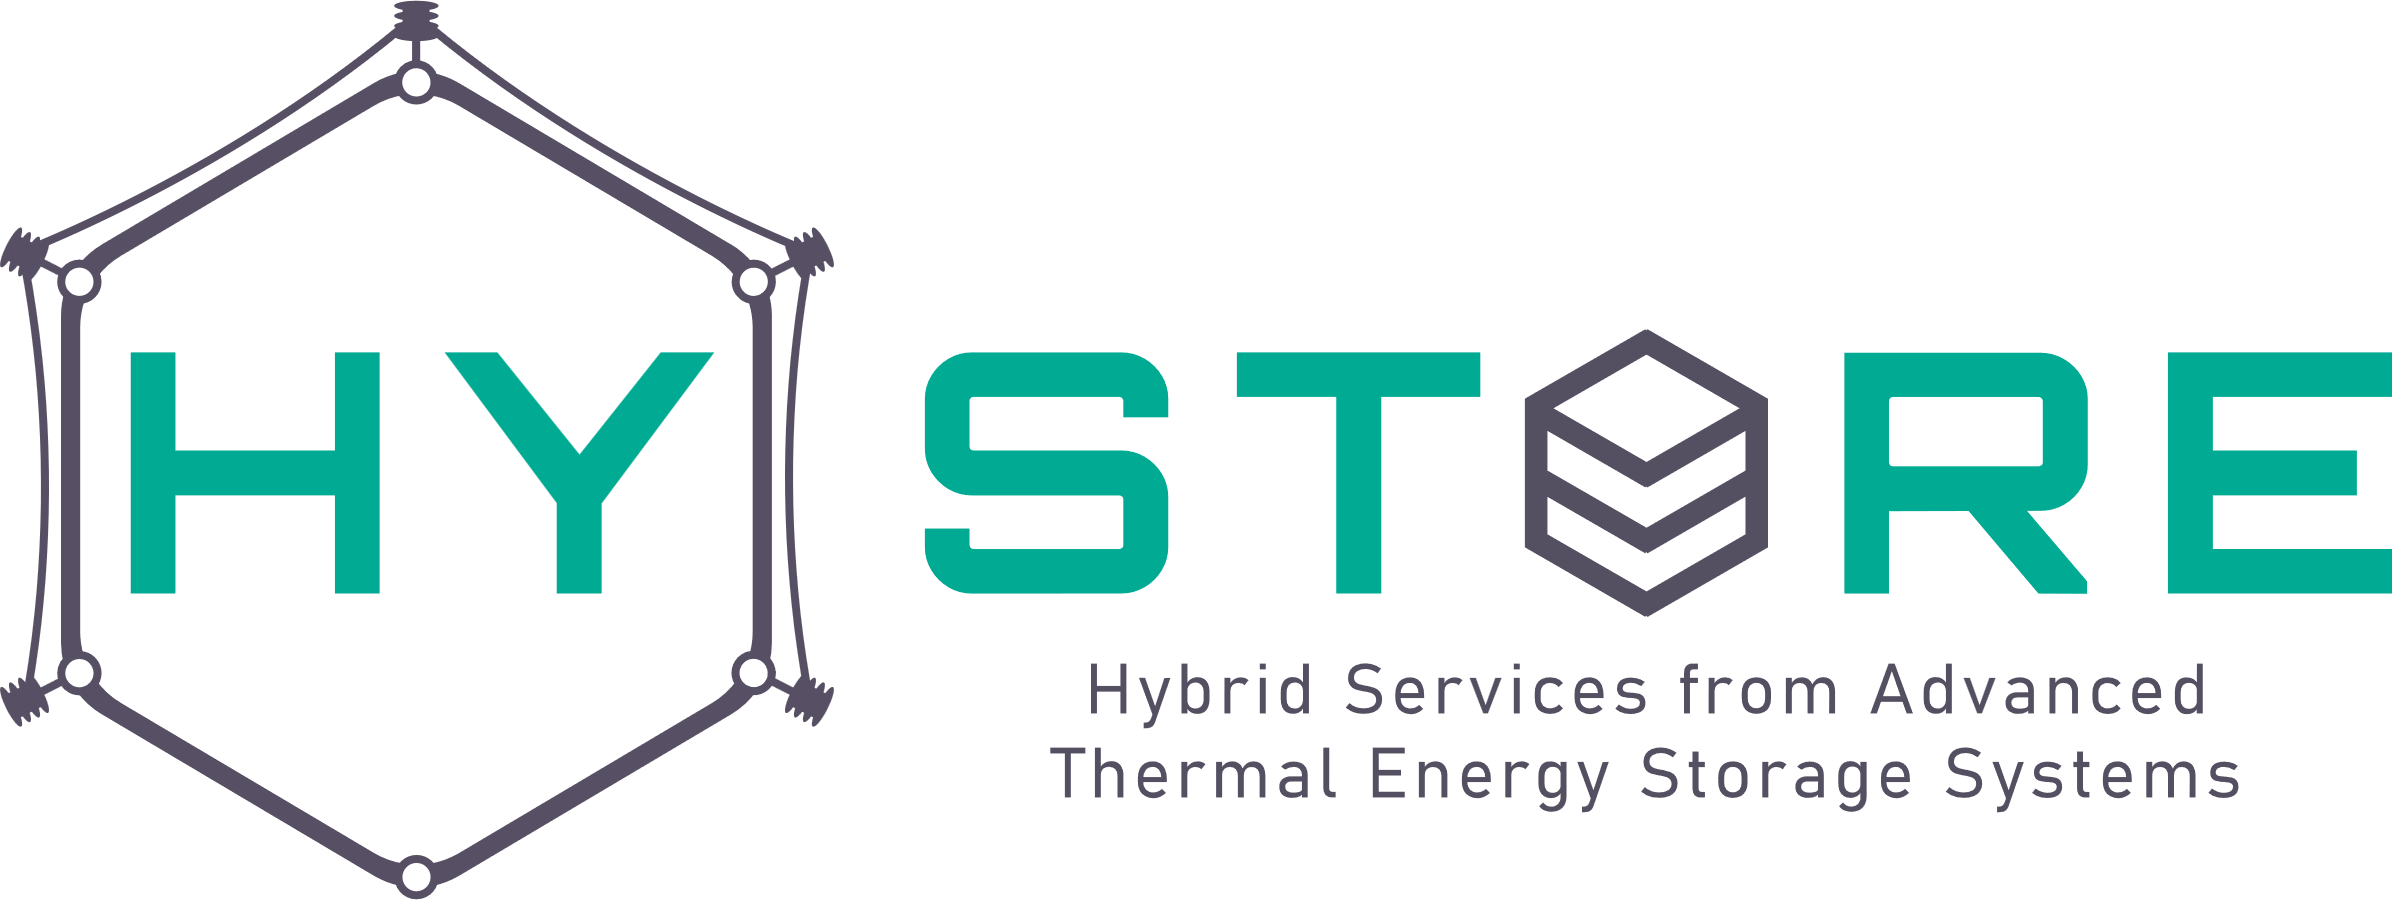 HYSTORE
Hybrid Services from Advanced
Thermal Energy Storage Systems